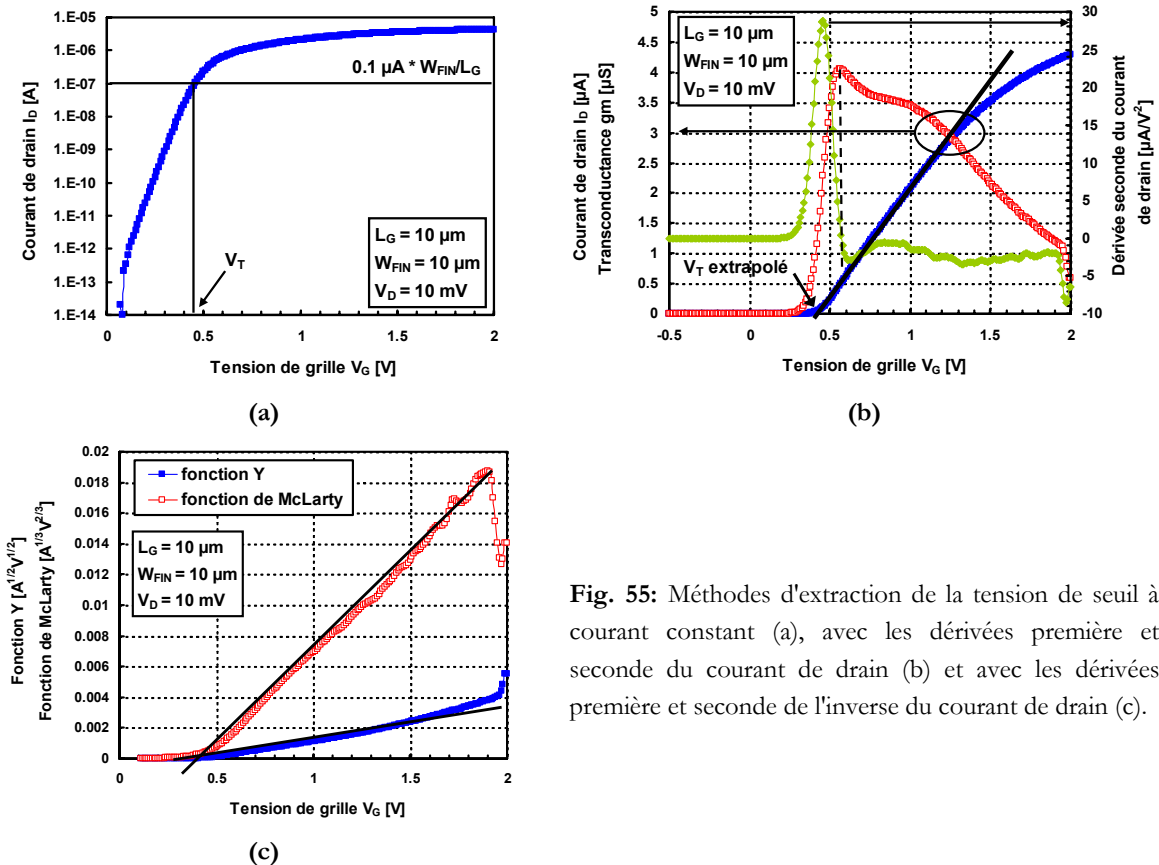 (a)
Courant de drain I_D [A]
1.E-05
1.E-06
1.E-07
1.E-08
1.E-09
1.E-10
1.E-11
1.E-12
1.E-13
1.E-14
0.1 µA * W_FIN/L_G
V_T
L_G = 10 µm
W_FIN = 10 µm
V_D = 10 mV
0
0.5
1
1.5
2
Tension de grille V_G [V]
(a)
(b)
Courant de drain I_D [µA]
Transconductance gm [µS]
5
4.5
4
3.5
3
2.5
2
1.5
1
0.5
0
L_G = 10 µm
W_FIN = 10 µm
V_D = 10 mV
V_T extrapolé
30
25
20
15
10
5
0
-5
-10
Dérivée seconde du courant
de drain [µA/V²]
-0.5
0
0.5
1
1.5
2
Tension de grille V_G [V]
(b)
Fonction Y [A^1/2V^1/2]
Fonction de McLarty [A^1/3V^2/3]
0.02
0.018
0.016
0.014
0.012
0.01
0.008
0.006
0.004
0.002
0
fonction Y
fonction de McLarty
L_G = 10 µm
W_FIN = 10 µm
V_D = 10 mV
0
0.5
1
1.5
2
Tension de grille V_G [V]
(c)
Fig. 55: Méthodes d'extraction de la tension de seuil à
courant constant (a), avec les dérivées première et
seconde du courant de drain (b) et avec les dérivées
première et seconde de l'inverse du courant de drain (c).